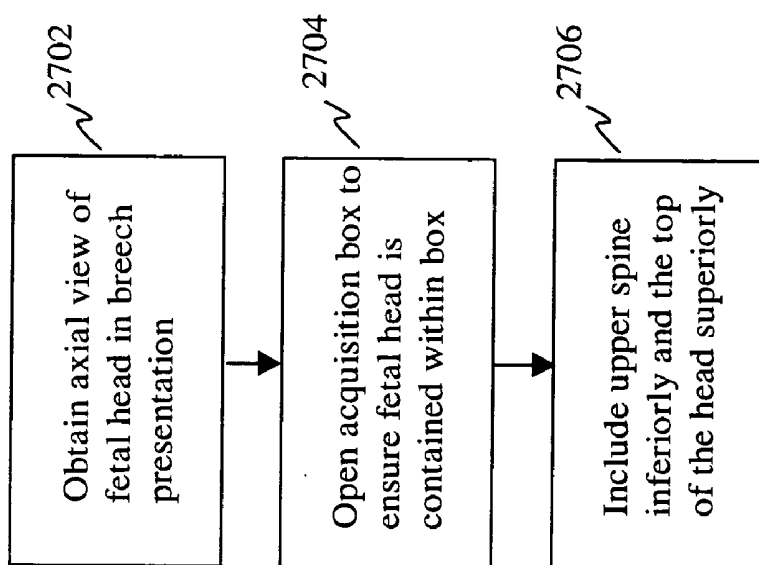 2702
Obtain axial view of
fetal head in breech
presentation
2704
Open acquisition box to
ensure fetal head is
contained within box
2706
Include upper spine
inferiorly and the top
of the head superiorly